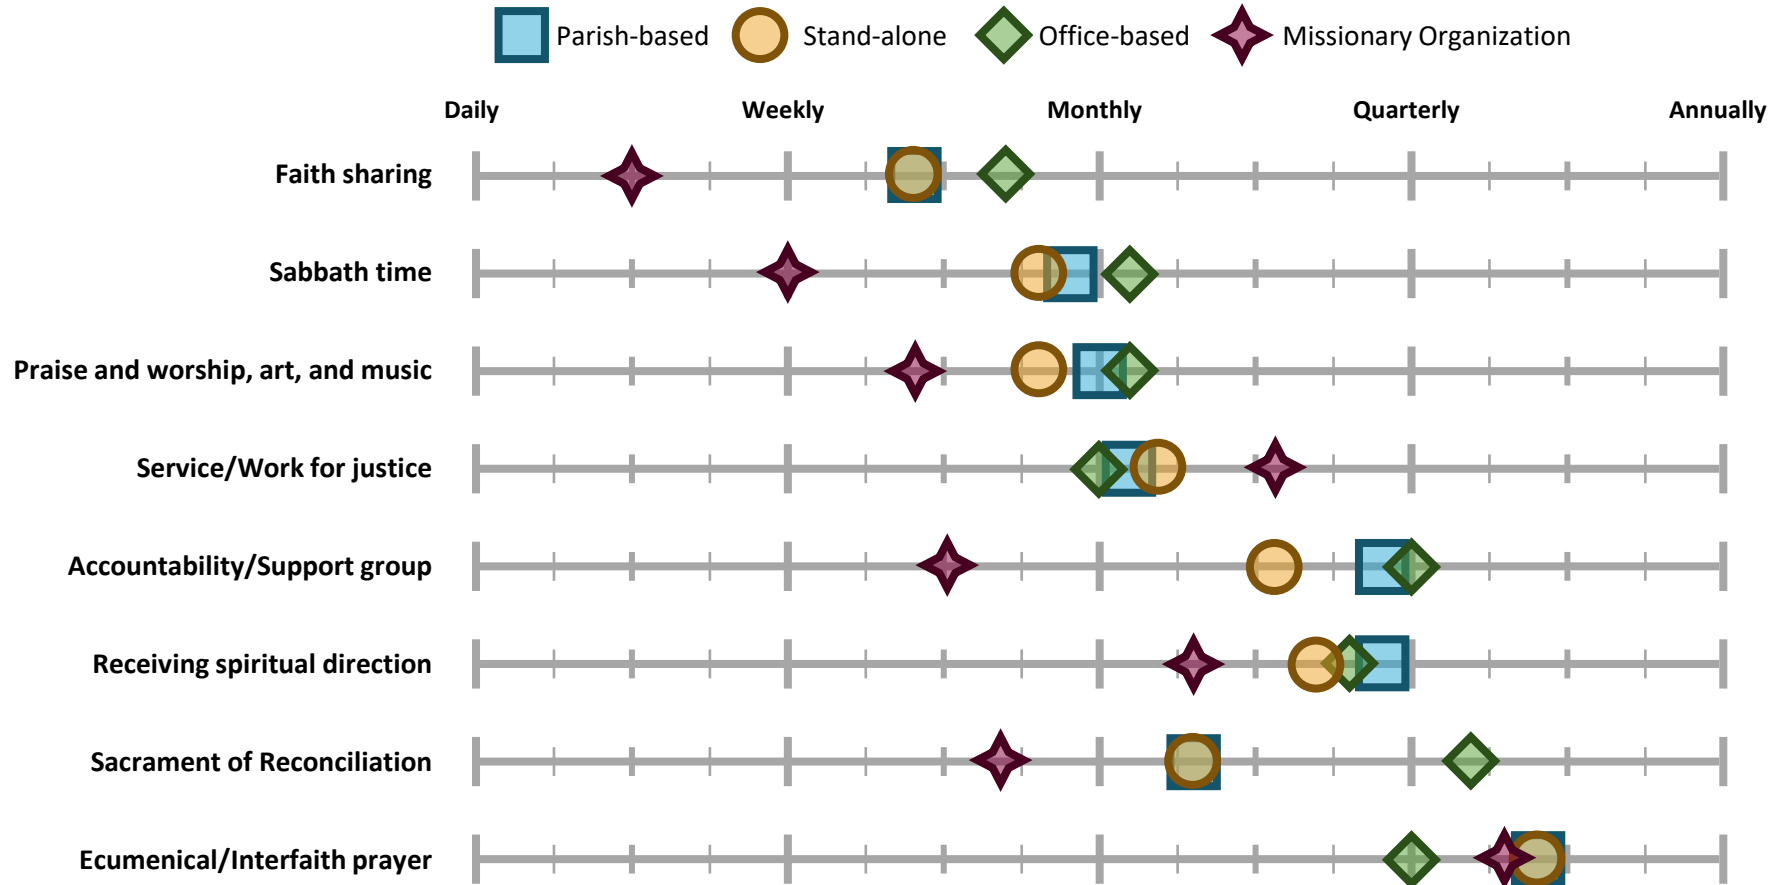 Parish-based Stand-alone Office-based Missionary Organization
Daily Weekly Monthly Quarterly Annually
Faith sharing
Sabbath time
Praise and worship, art, and music
Service/Work for justice
Accountability/Support group
Receiving spiritual direction
Sacrament of Reconciliation
Ecumenical/Interfaith prayer